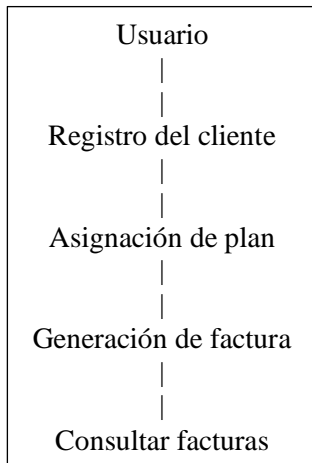 Usuario
|
|
Registro del cliente
|
|
Asignación de plan
|
|
Generación de factura
|
|
Consultar facturas